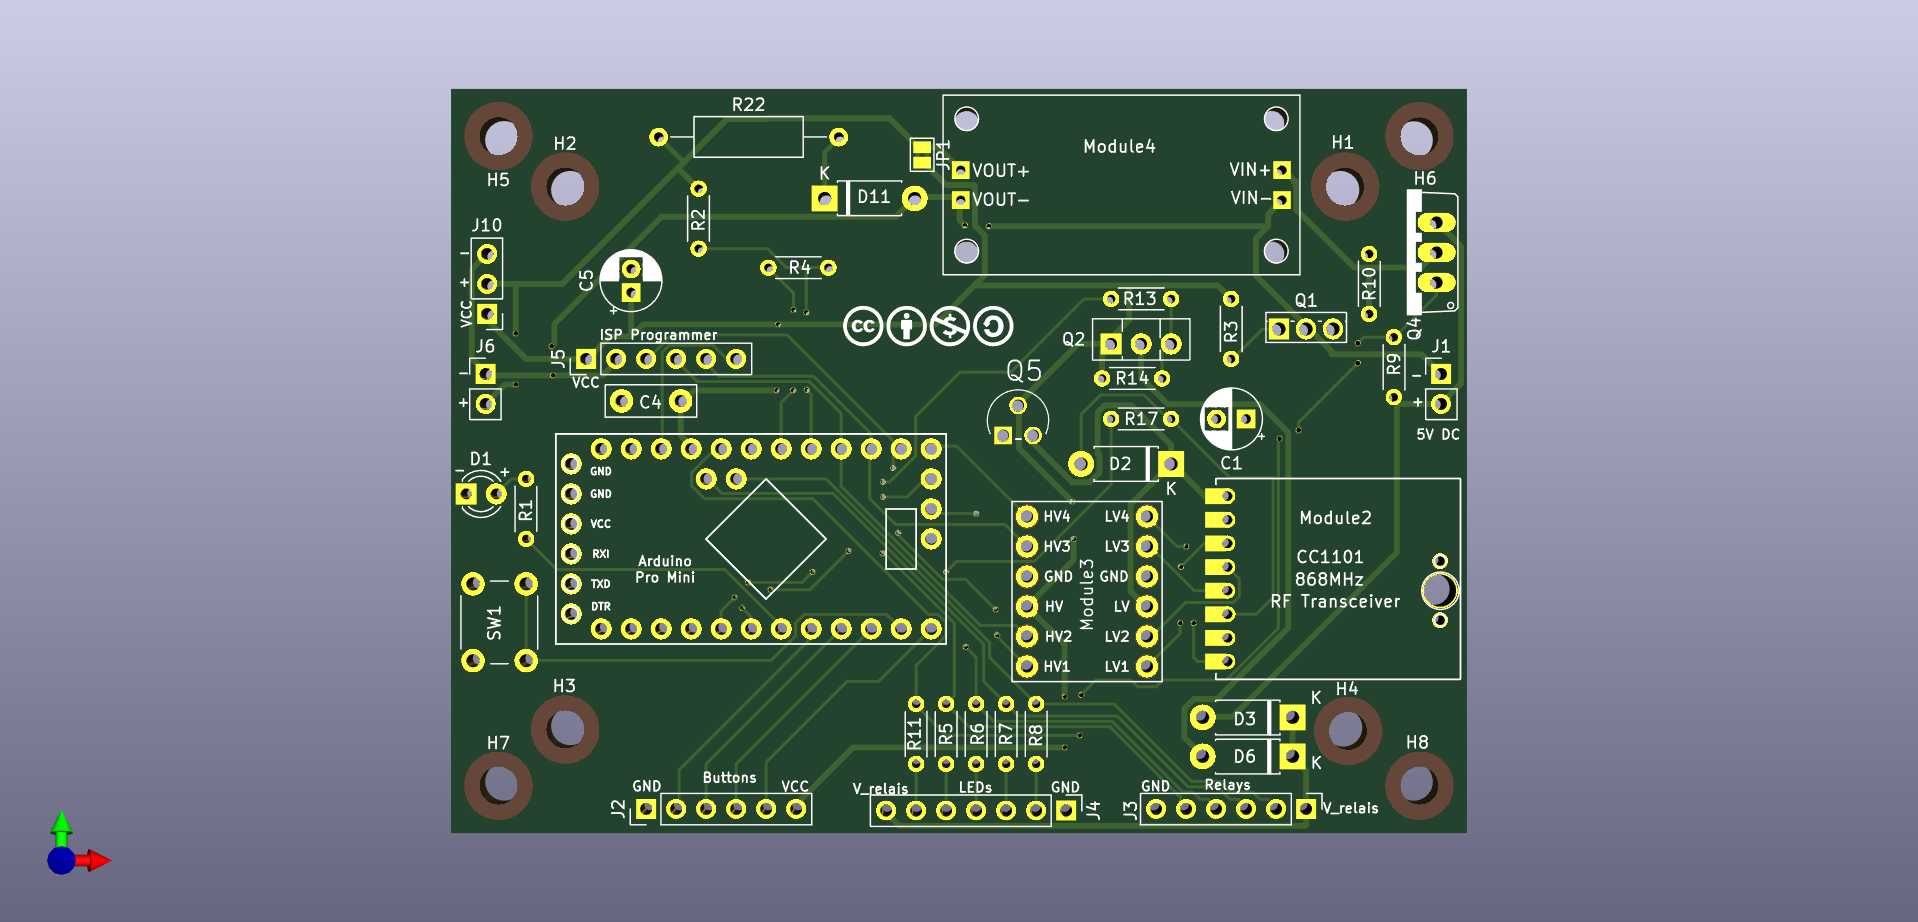 R22
H2
H5
K
JP1
D11
R2
Module4
VOUT+
VOUT-
VIN+
VIN-
H1
H6
J10
-
+
VCC
C5
+
R4
R13
R3
Q1
R10
Q4
Q2
R14
R9
J1
-
+
5V DC
J6
-
+
ISP Programmer
J5
VCC
C4
cc
Q5
R17
C1
+
D2
K
D1
-
+
R1
GND
GND
VCC
RXI
TXD
DTR
Arduino
Pro Mini
SW1
HV4
HV3
GND
HV
HV2
HV1
Module3
LV4
LV3
GND
LV
LV2
LV1
Module2
CC1101
868MHz
RF Transceiver
H3
H7
H4
H8
K
D3
D6
K
R11
R5
R6
R7
R8
Buttons
GND
VCC
J2
V_relais
LEDs
GND
J4
J3
GND
Relays
V_relais